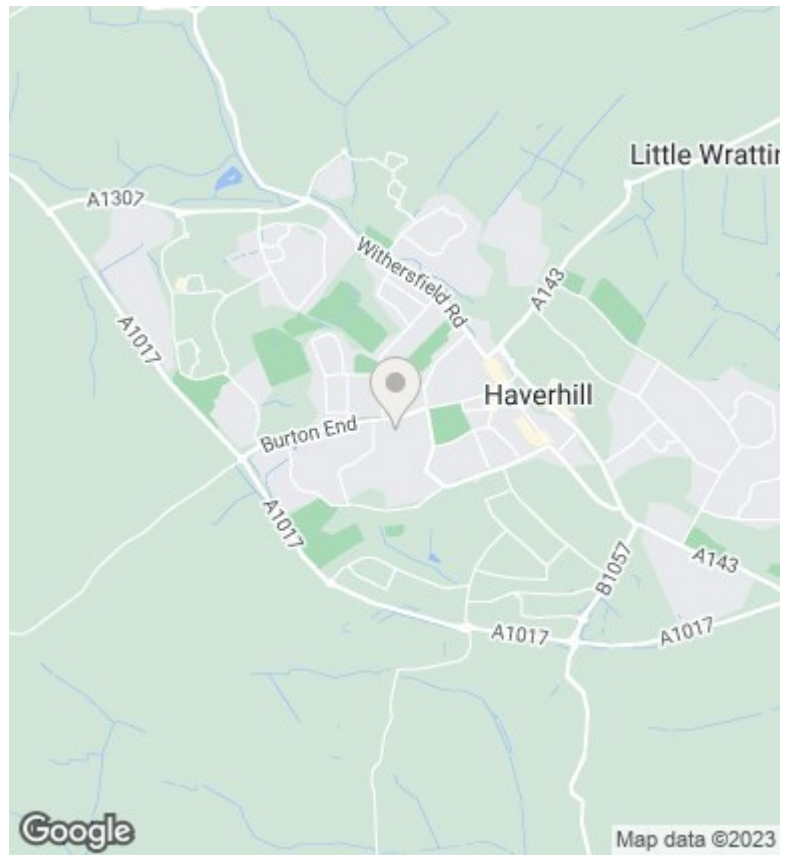 Little Wrattin
A1307
Withersfield Rd
A143
A1017
Haverhill
Burton End
A1017
A143
B1057
A1017
A1017
Google
Map data ©2023